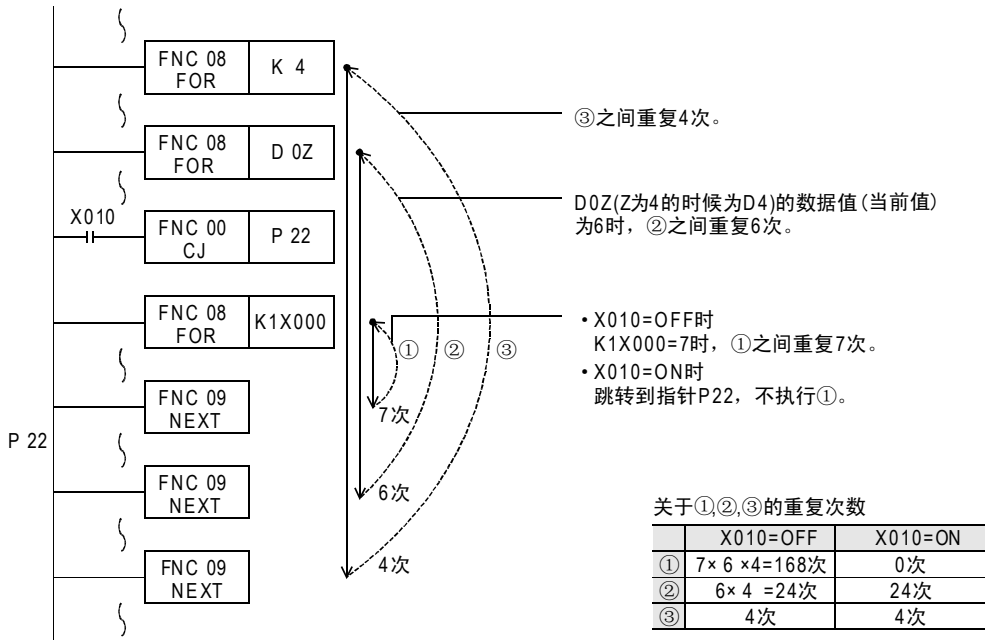 FNC 08
FOR
K 4
③之间重复4次。
FNC 08
FOR
D 0Z
D0Z(Z为4的时候为D4)的数据值(当前值)
为6时，②之间重复6次。
X010
FNC 00
CJ
P 22
FNC 08
FOR
K1X000
① ② ③
•X010=OFF时
K1X000=7时，①之间重复7次。
•X010=ON时
跳转到指针P22，不执行①。
FNC 09
NEXT
7次
P 22
FNC 09
NEXT
6次
FNC 09
NEXT
4次
关于①,②,③的重复次数
X010=OFF X010=ON
① 7×6×4=168次 0次
② 6×4 =24次 24次
③ 4次 4次